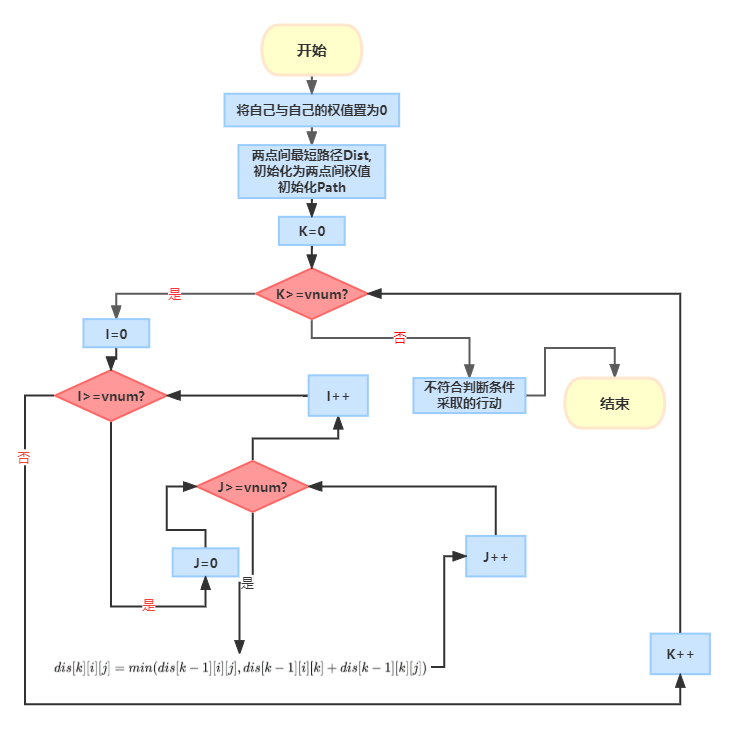 开始
将自己与自己的权值置为0
两点间最短路径Dist,
初始化为两点间权值
初始化Path
K=0
K>=vnum?
是
否
I=0
I>=vnum?
I++
不符合判断条件
采取的行动
结束
否
J>=vnum?
J=0
J++
是
是
dis[k][i][j] = min(dis[k − 1][i][j], dis[k − 1][i][k] + dis[k − 1][k][j])
K++